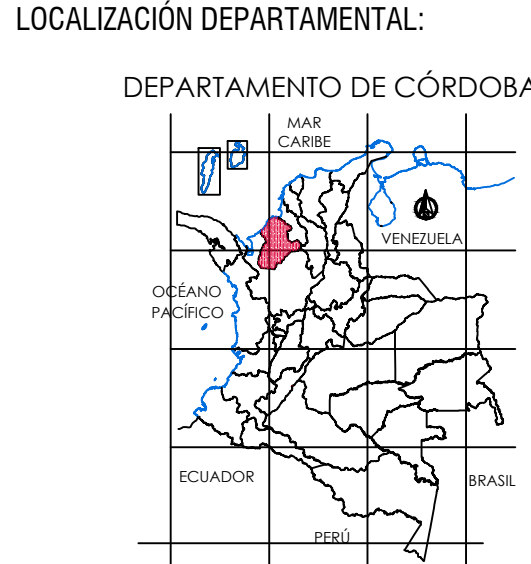 LOCALIZACIÓN DEPARTAMENTAL:
DEPARTAMENTO DE CÓRDOBA
MAR
CARIBE
VENEZUELA
OCÉANO
PACÍFICO
ECUADOR
BRASIL
PERÚ